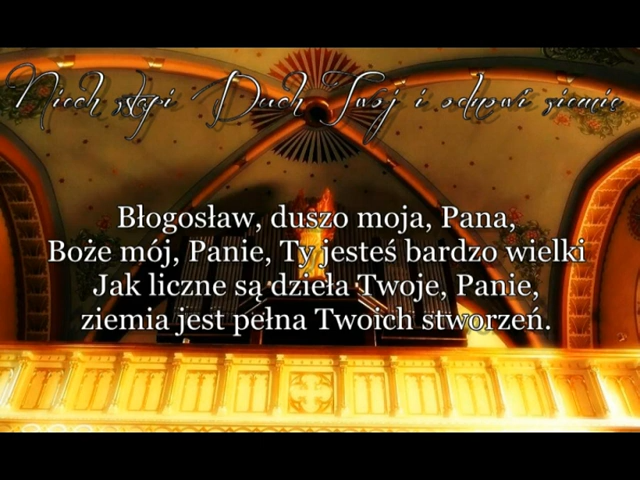 Niech zstąpi Duch Twój i odnowi ziemię
Błogosław, duszo moja, Pana,
Boże mój, Panie, Ty jesteś bardzo wielki
Jak liczne są dzieła Twoje, Panie,
ziemia jest pełna Twoich stworzeń.